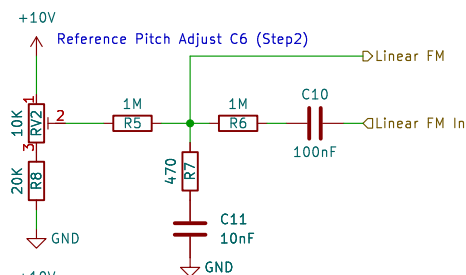 +10V
Reference Pitch Adjust C6 (Step2)
Linear FM
1
10K
RV2
2
3
1M
R5
1M
R6
C10
100nF
Linear FM In
20K
R8
470
R7
C11
10nF
GND
GND
+10V